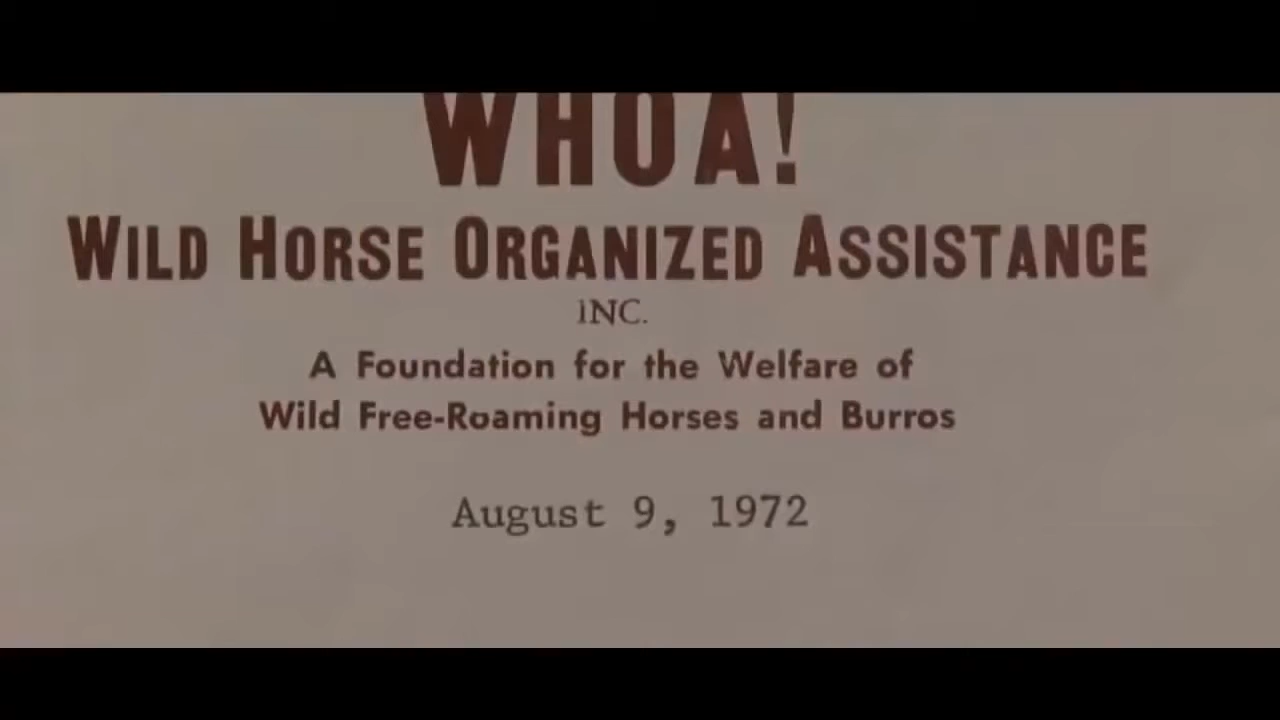 WHOA!
WILD HORSE ORGANIZED ASSISTANCE
INC.
A Foundation for the Welfare of
Wild Free-Roaming Horses and Burros
August 9, 1972